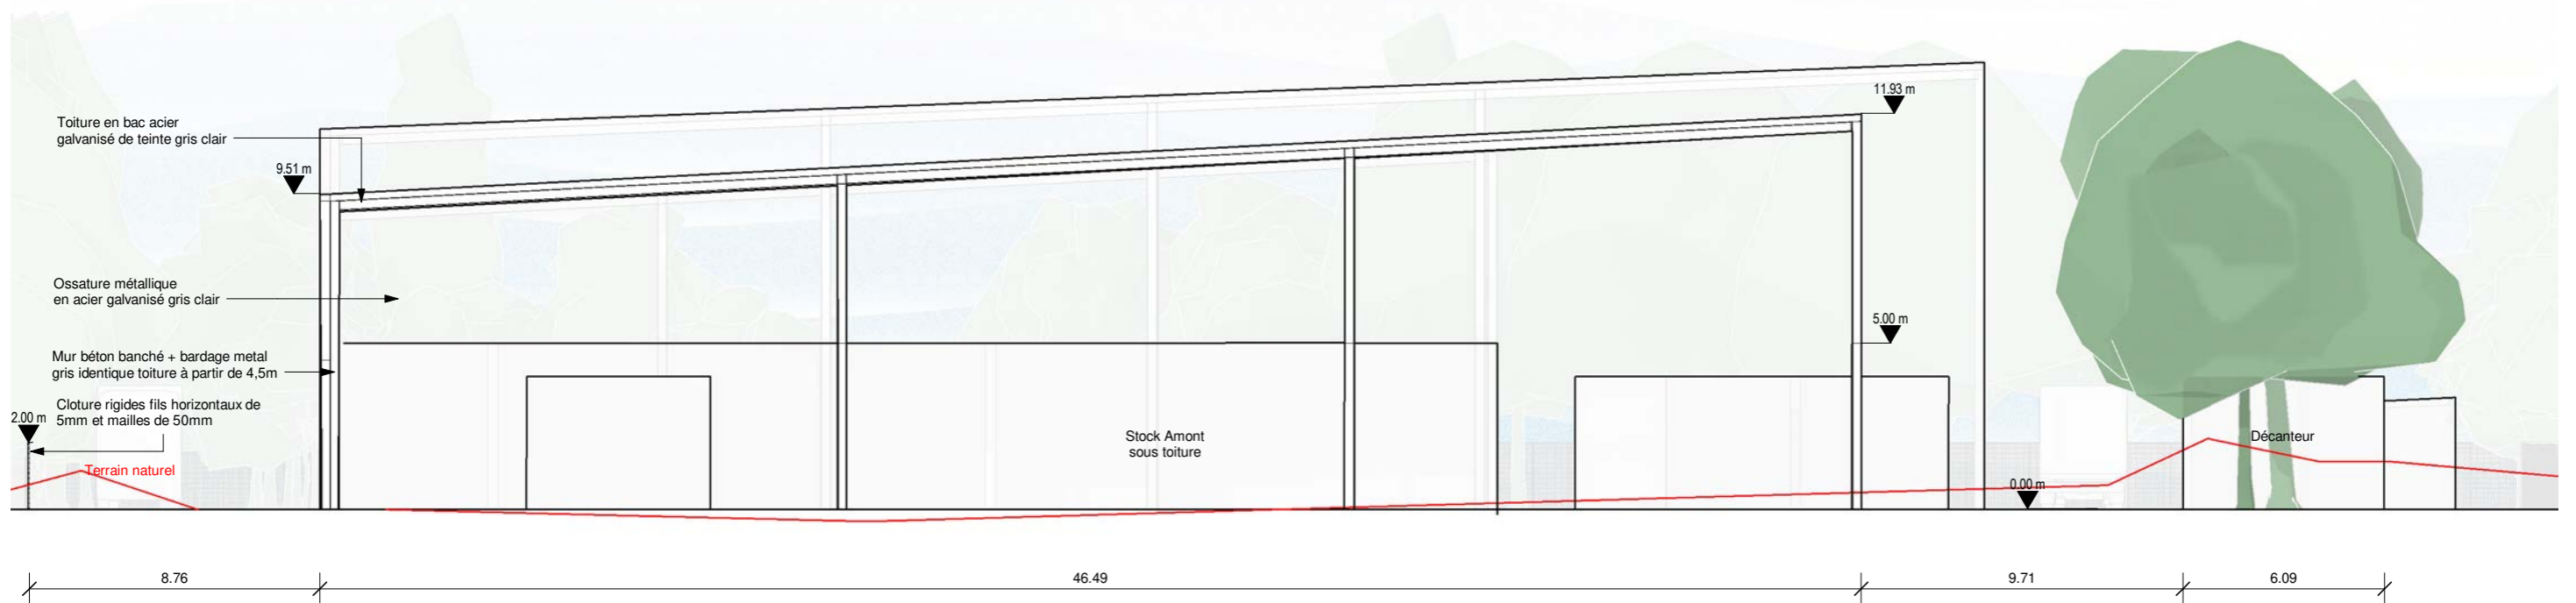 11.93 m
Toiture en bac acier
galvanisé de teinte gris clair
9.51 m
Ossature métallique
en acier galvanisé gris clair
5.00 m
Mur béton banché + bardage metal
gris identique toiture à partir de 4,5m
Cloture rigides fils horizontaux de
5mm et mailles de 50mm
2.00 m
Stock Amont
sous toiture
Décanteur
Terrain naturel
0.00 m
8.76
46.49
9.71
6.09